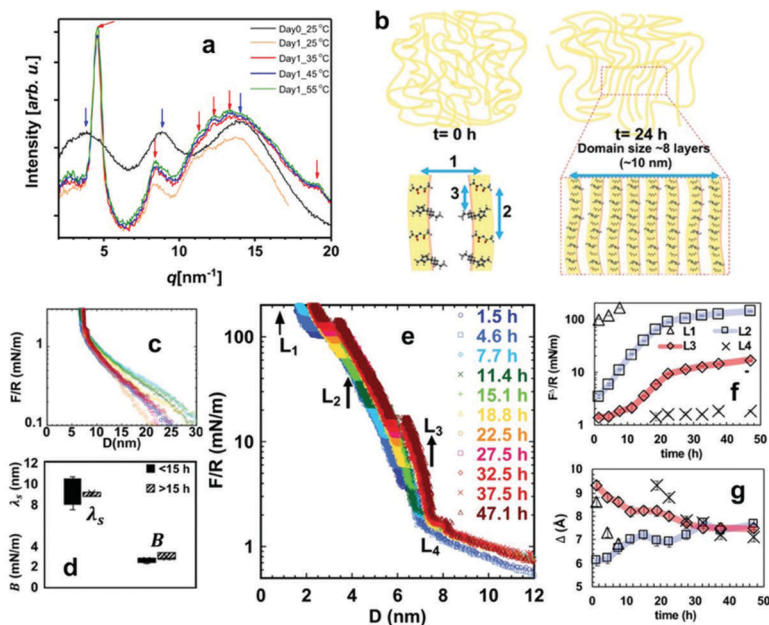 a
Intensity [arb. u.]
Day0_25 °C
Day1_25 °C
Day1_35 °C
Day1_45 °C
Day1_55 °C
0 5 10 15 20
q[nm⁻¹]
b
t= 0 h
t= 24 h
Domain size ~8 layers
(~10 nm)
1
3
2
c
F/R (mN/m)
1
0.1
0 5 10 15 20 25 30
D(nm)
d
<15 h
>15 h
λs (nm)
12
10
8
6
λs
B (mN/m)
4
2
0
B
e
F/R (mN/m)
100
10
1
0 2 4 6 8 10 12
D (nm)
L1
L2
L3
L4
1.5 h
4.6 h
7.7 h
11.4 h
15.1 h
18.8 h
22.5 h
27.5 h
32.5 h
37.5 h
47.1 h
f
100
10
1
L1 L2
L3 L4
0 10 20 30 40 50
time (h)
g
Δ (Å)
10
9
8
7
6
5
4
0 10 20 30 40 50
time (h)